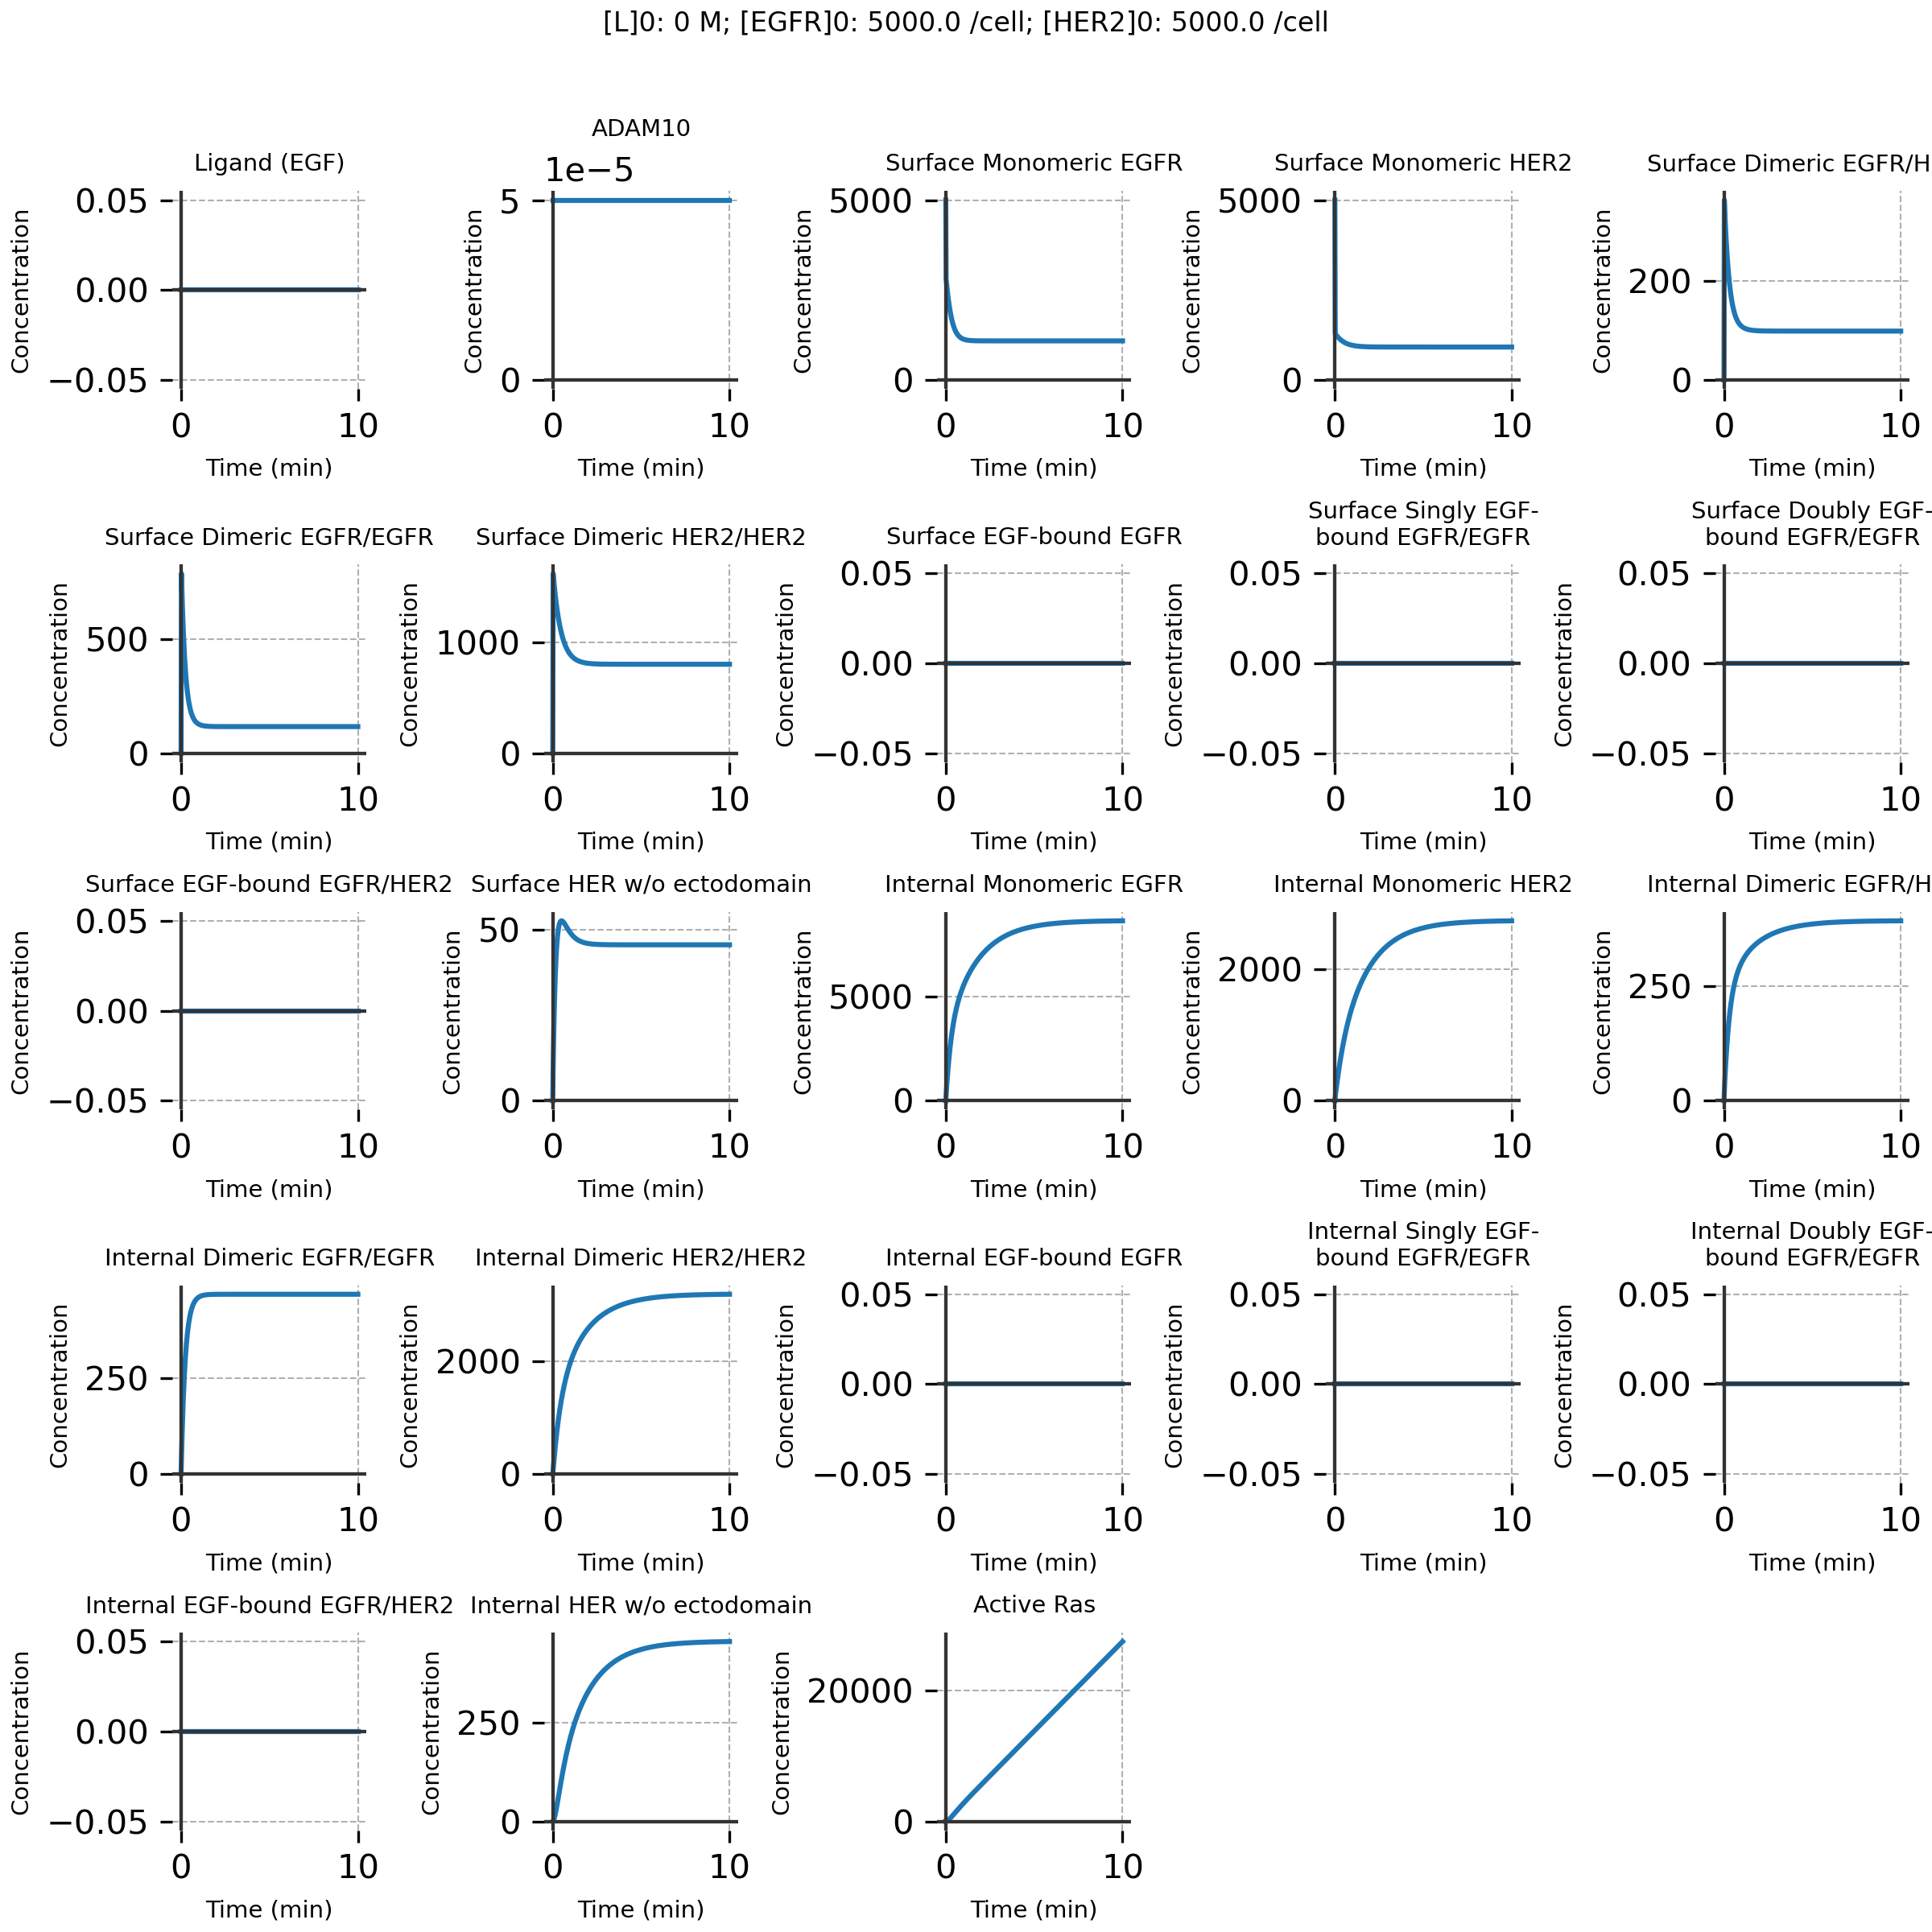 [L]0: 0 M; [EGFR]0: 5000.0 /cell; [HER2]0: 5000.0 /cell
Ligand (EGF)
Concentration
0.05
0.00
−0.05
0
10
Time (min)
ADAM10
1e−5
Concentration
5
0
0
10
Time (min)
Surface Monomeric EGFR
Concentration
5000
0
0
10
Time (min)
Surface Monomeric HER2
Concentration
5000
0
0
10
Time (min)
Surface Dimeric EGFR/H
Concentration
200
0
0
10
Time (min)
Surface Dimeric EGFR/EGFR
Concentration
500
0
0
10
Time (min)
Surface Dimeric HER2/HER2
Concentration
1000
0
0
10
Time (min)
Surface EGF-bound EGFR
Concentration
0.05
0.00
−0.05
0
10
Time (min)
Surface Singly EGF-
bound EGFR/EGFR
Concentration
0.05
0.00
−0.05
0
10
Time (min)
Surface Doubly EGF-
bound EGFR/EGFR
Concentration
0.05
0.00
−0.05
0
10
Time (min)
Surface EGF-bound EGFR/HER2
Concentration
0.05
0.00
−0.05
0
10
Time (min)
Surface HER w/o ectodomain
Concentration
50
0
0
10
Time (min)
Internal Monomeric EGFR
Concentration
5000
0
0
10
Time (min)
Internal Monomeric HER2
Concentration
2000
0
0
10
Time (min)
Internal Dimeric EGFR/H
Concentration
250
0
0
10
Time (min)
Internal Dimeric EGFR/EGFR
Concentration
250
0
0
10
Time (min)
Internal Dimeric HER2/HER2
Concentration
2000
0
0
10
Time (min)
Internal EGF-bound EGFR
Concentration
0.05
0.00
−0.05
0
10
Time (min)
Internal Singly EGF-
bound EGFR/EGFR
Concentration
0.05
0.00
−0.05
0
10
Time (min)
Internal Doubly EGF-
bound EGFR/EGFR
Concentration
0.05
0.00
−0.05
0
10
Time (min)
Internal EGF-bound EGFR/HER2
Concentration
0.05
0.00
−0.05
0
10
Time (min)
Internal HER w/o ectodomain
Concentration
250
0
0
10
Time (min)
Active Ras
Concentration
20000
0
0
10
Time (min)